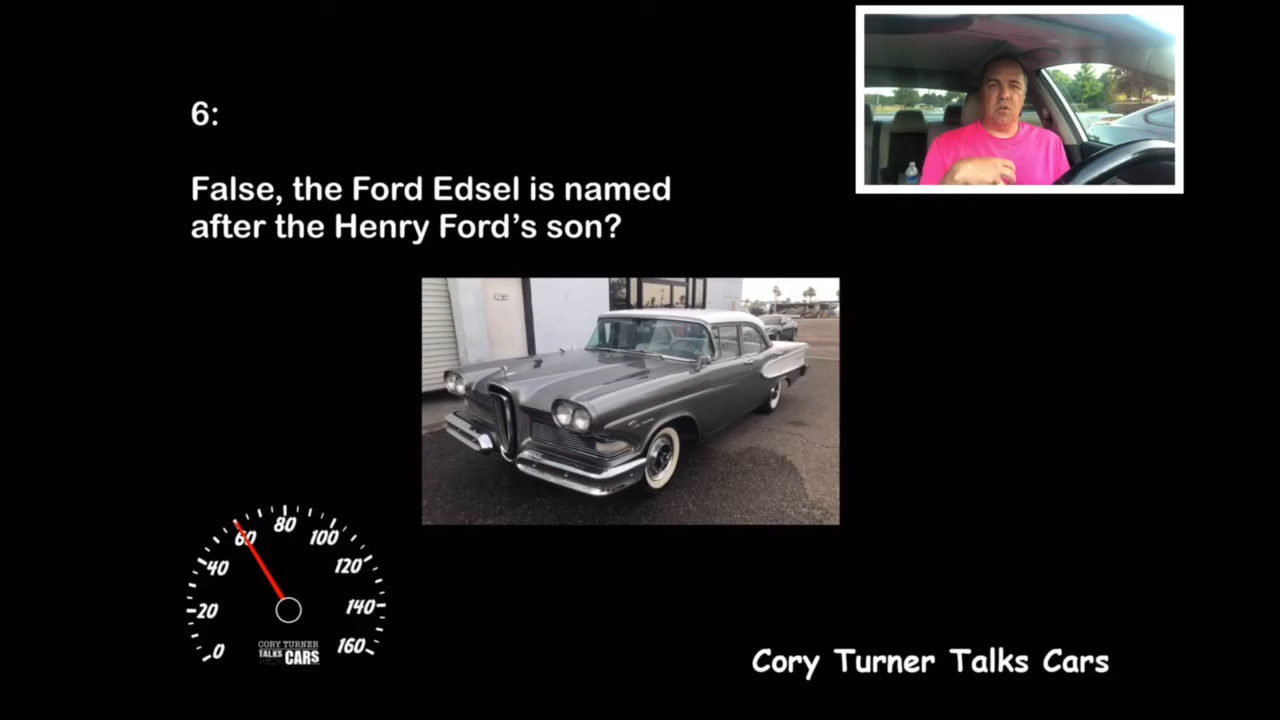 6:
False, the Ford Edsel is named
after the Henry Ford's son?
0
20
40
60
80
100
120
140
160
CORY TURNER
TALKS CARS
Cory Turner Talks Cars